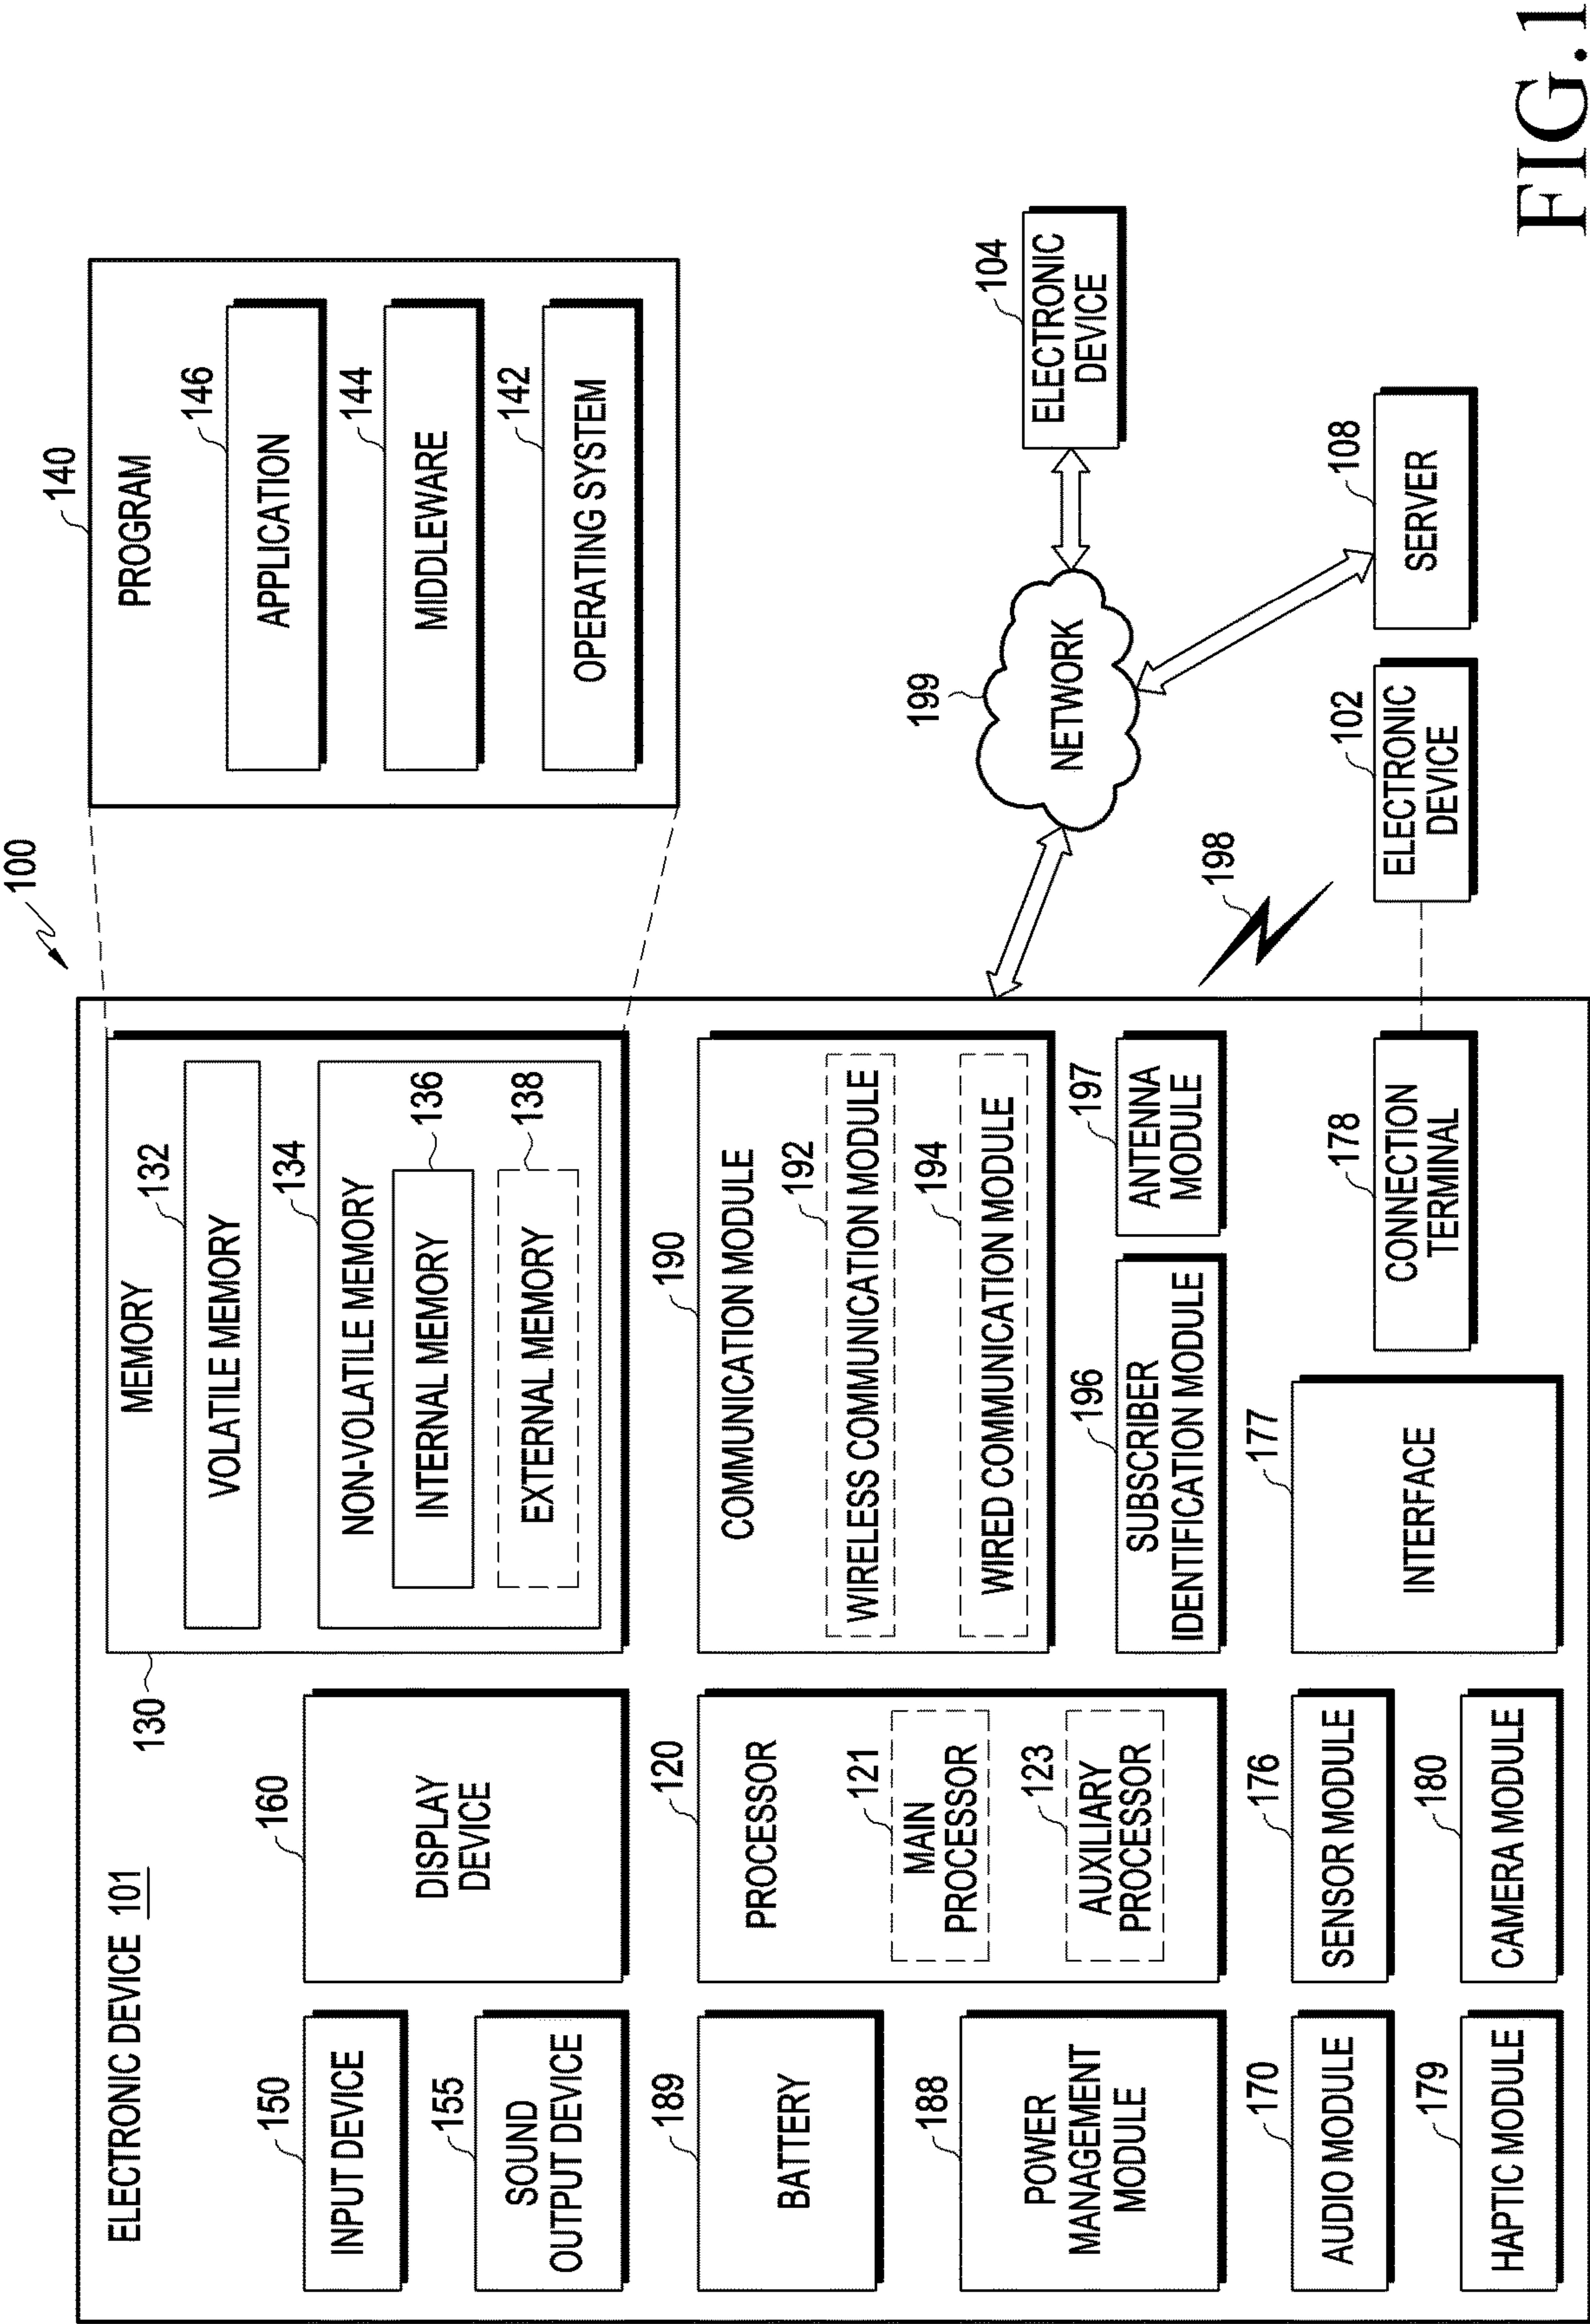 100
ELECTRONIC DEVICE 101
150
INPUT DEVICE
155
SOUND
OUTPUT DEVICE
160
DISPLAY
DEVICE
130
MEMORY
132
VOLATILE MEMORY
134
NON-VOLATILE MEMORY
136
INTERNAL MEMORY
138
EXTERNAL MEMORY
140
PROGRAM
146
APPLICATION
144
MIDDLEWARE
142
OPERATING SYSTEM
189
BATTERY
188
POWER
MANAGEMENT
MODULE
120
PROCESSOR
121
MAIN
PROCESSOR
123
AUXILIARY
PROCESSOR
190
COMMUNICATION MODULE
192
WIRELESS COMMUNICATION MODULE
194
WIRED COMMUNICATION MODULE
196
SUBSCRIBER
IDENTIFICATION MODULE
197
ANTENNA
MODULE
199
NETWORK
104
ELECTRONIC
DEVICE
198
108
SERVER
102
ELECTRONIC
DEVICE
170
AUDIO MODULE
176
SENSOR MODULE
177
INTERFACE
178
CONNECTION
TERMINAL
179
HAPTIC MODULE
180
CAMERA MODULE
FIG.1